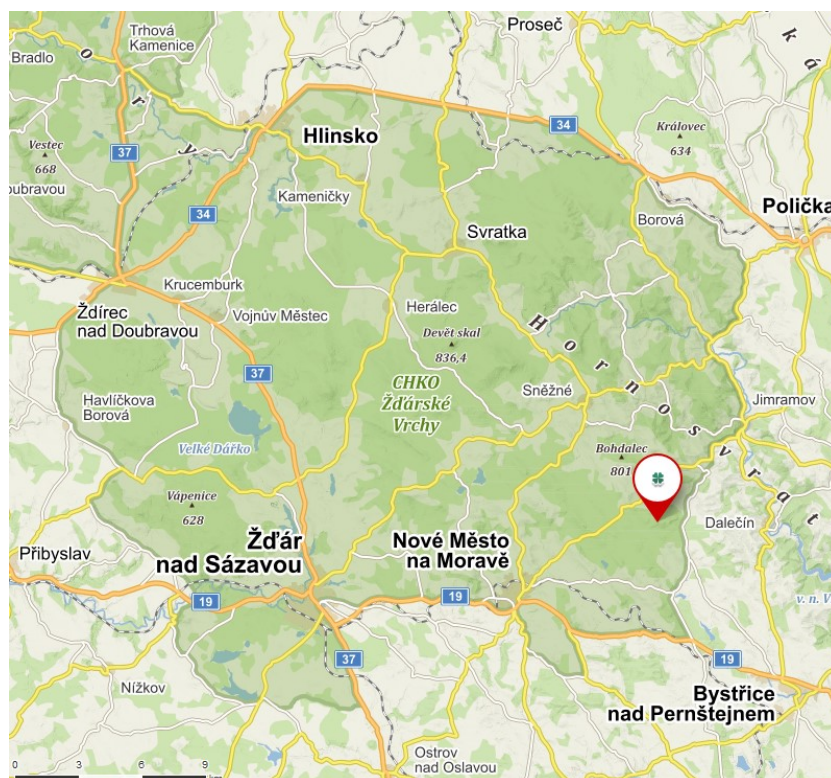 Trhová
Kamenice
Proseč
Bradlo
o
r
y
k
á
34
Královec
634
Hlinsko
37
Vestec
668
Doubravou
Kameničky
34
Borová
Polička
Svratka
Krucemburk
Vojnův Městec
Herálec
Ždírec
nad Doubravou
Devět skal
836,4
H o r n o s v r a t
37
CHKO
Žďárské
Vrchy
Sněžné
Jimramov
Havlíčkova
Borová
Velké Dářko
Bohdalec
801
Vápenice
628
Dalečín
Přibyslav
Žďár
nad Sázavou
Nové Město
na Moravě
19
19
v. n. V
37
19
Nížkov
Bystřice
nad Pernštejnem
Ostrov
nad Oslavou
0 3 6 9